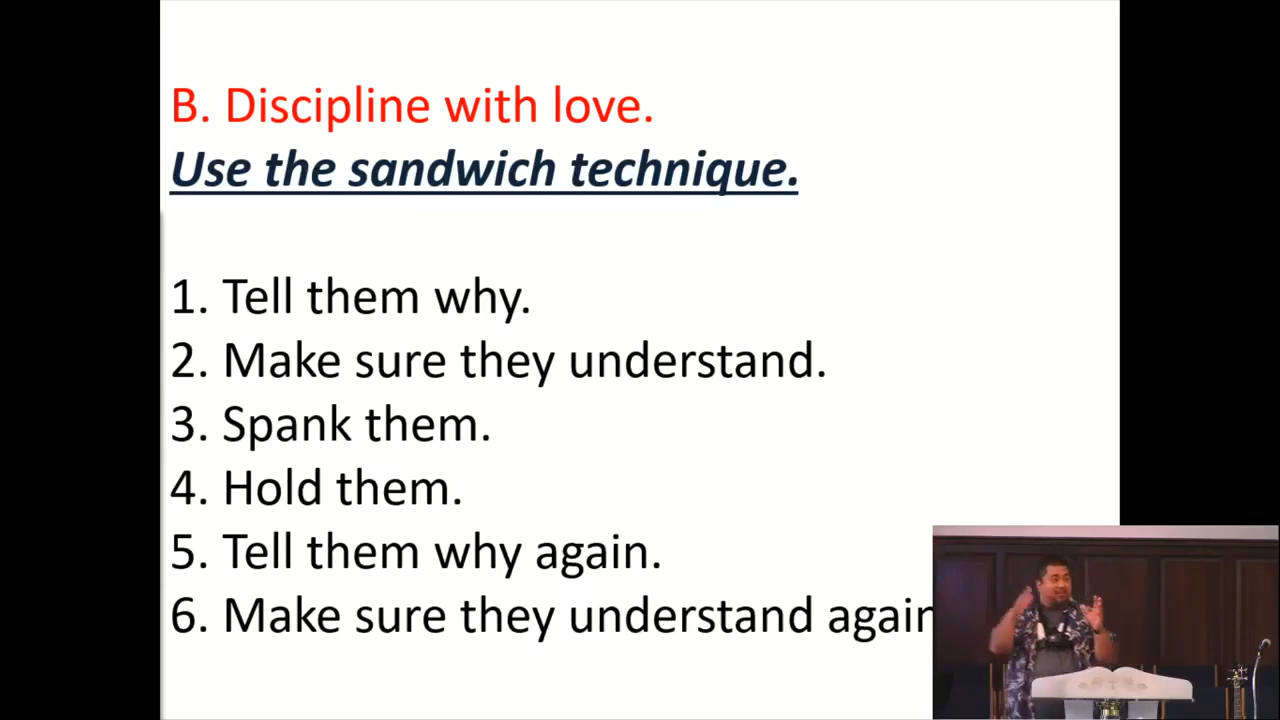 B. Discipline with love.
Use the sandwich technique.
1. Tell them why.
2. Make sure they understand.
3. Spank them.
4. Hold them.
5. Tell them why again.
6. Make sure they understand again